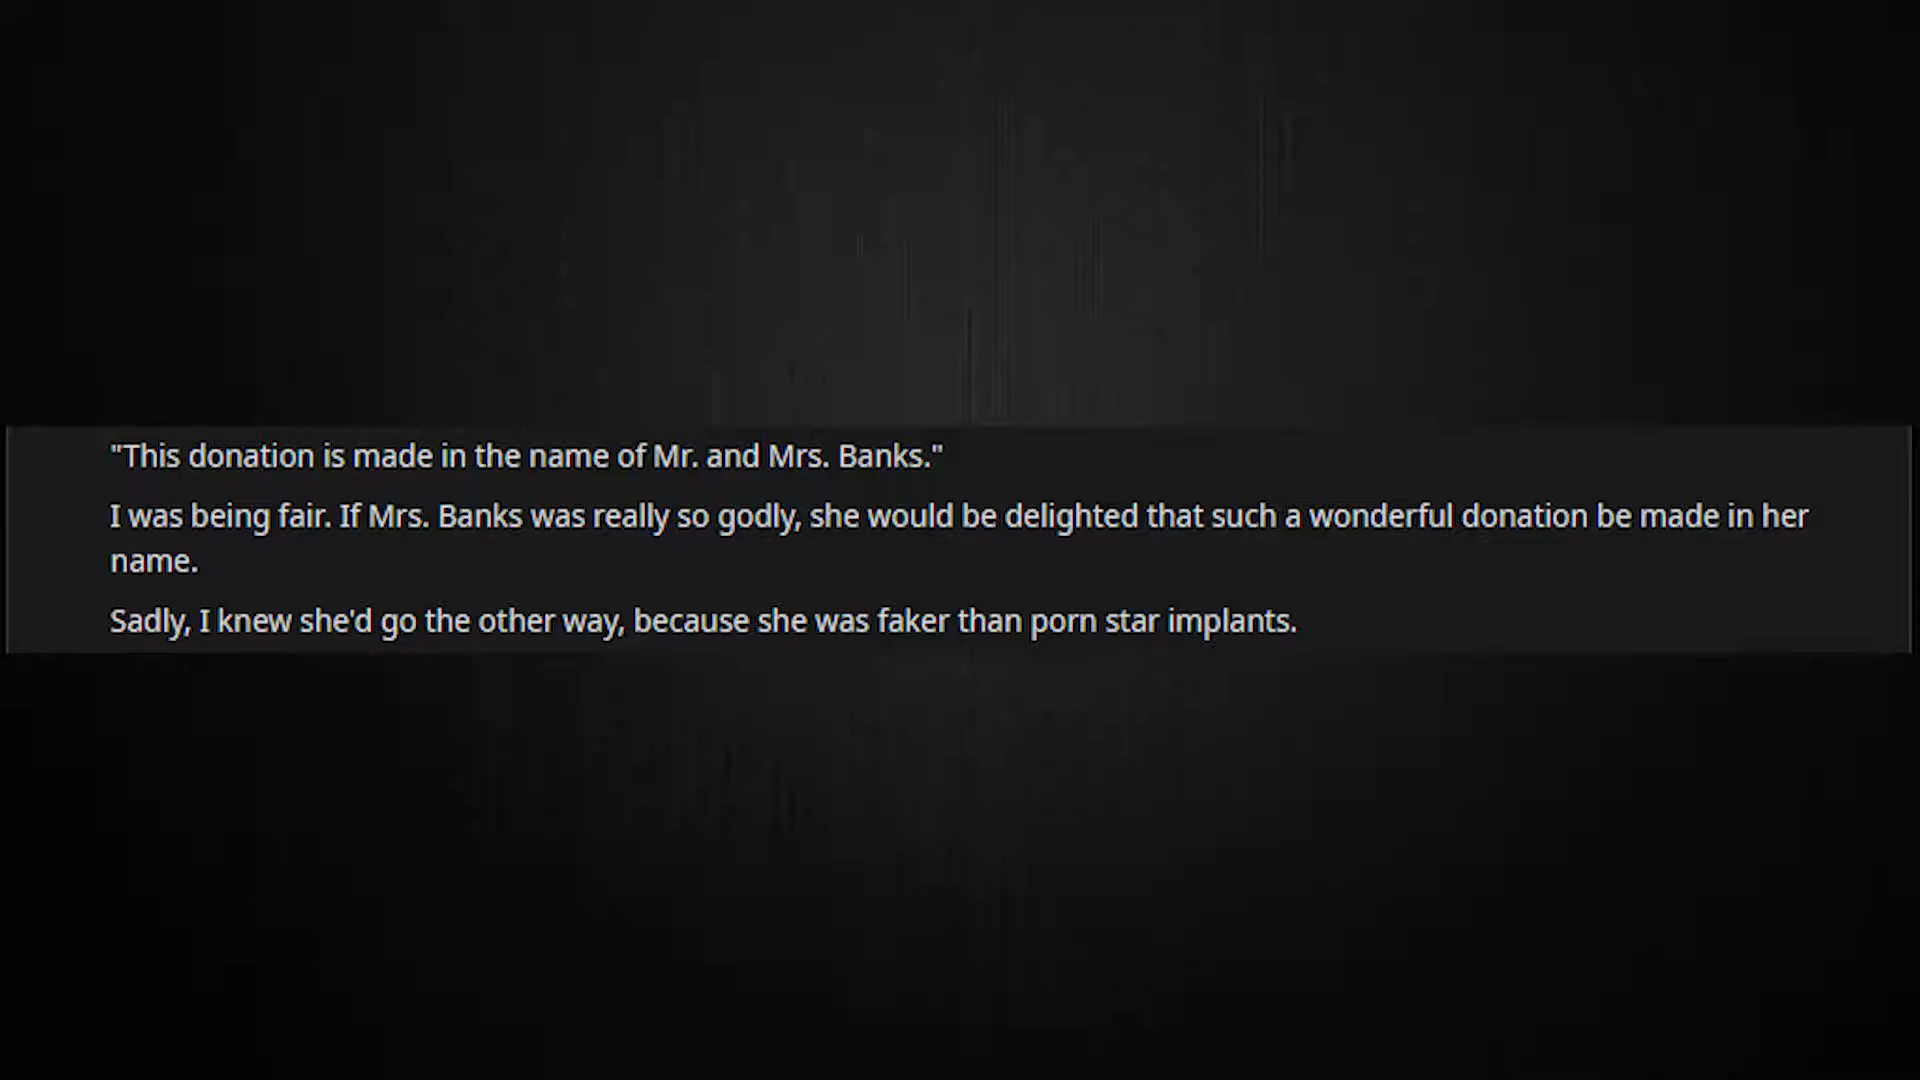 "This donation is made in the name of Mr. and Mrs. Banks."
I was being fair. If Mrs. Banks was really so godly, she would be delighted that such a wonderful donation be made in her
name.
Sadly, I knew she'd go the other way, because she was faker than porn star implants.